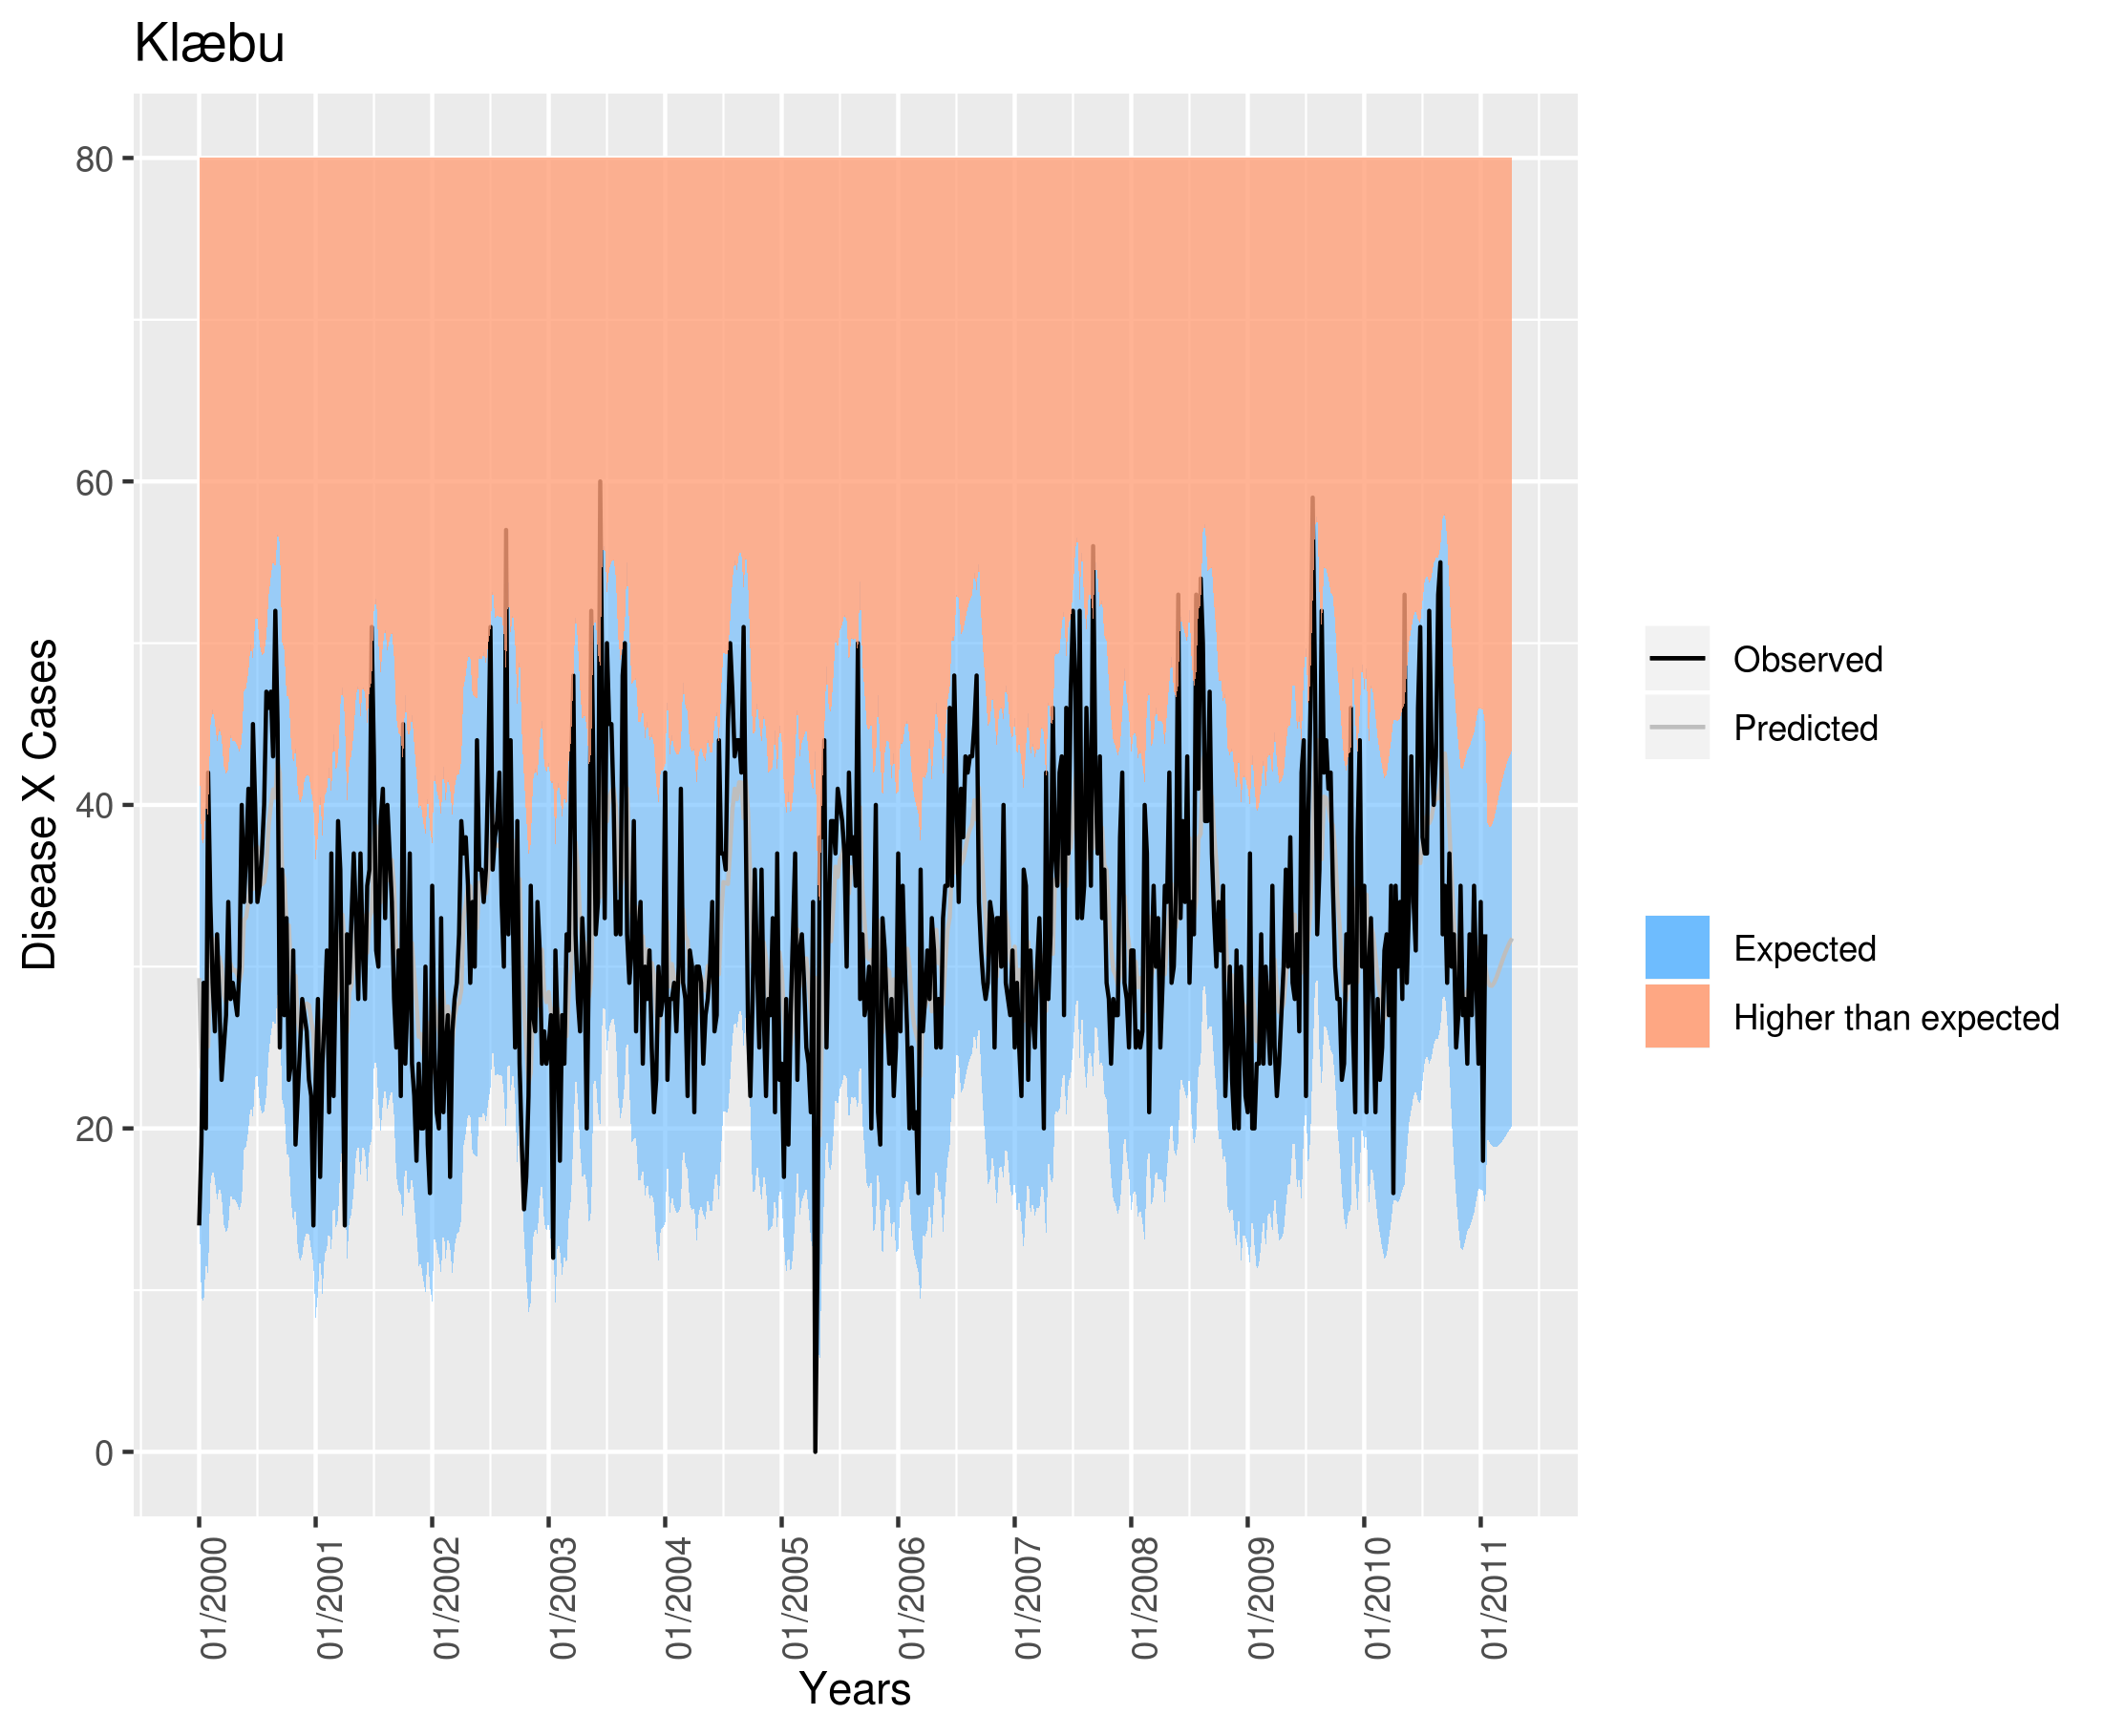 Klæbu
Disease X Cases
80
60
40
20
0
01/2000
01/2001
01/2002
01/2003
01/2004
01/2005
01/2006
01/2007
01/2008
01/2009
01/2010
01/2011
Years
Observed
Predicted
Expected
Higher than expected